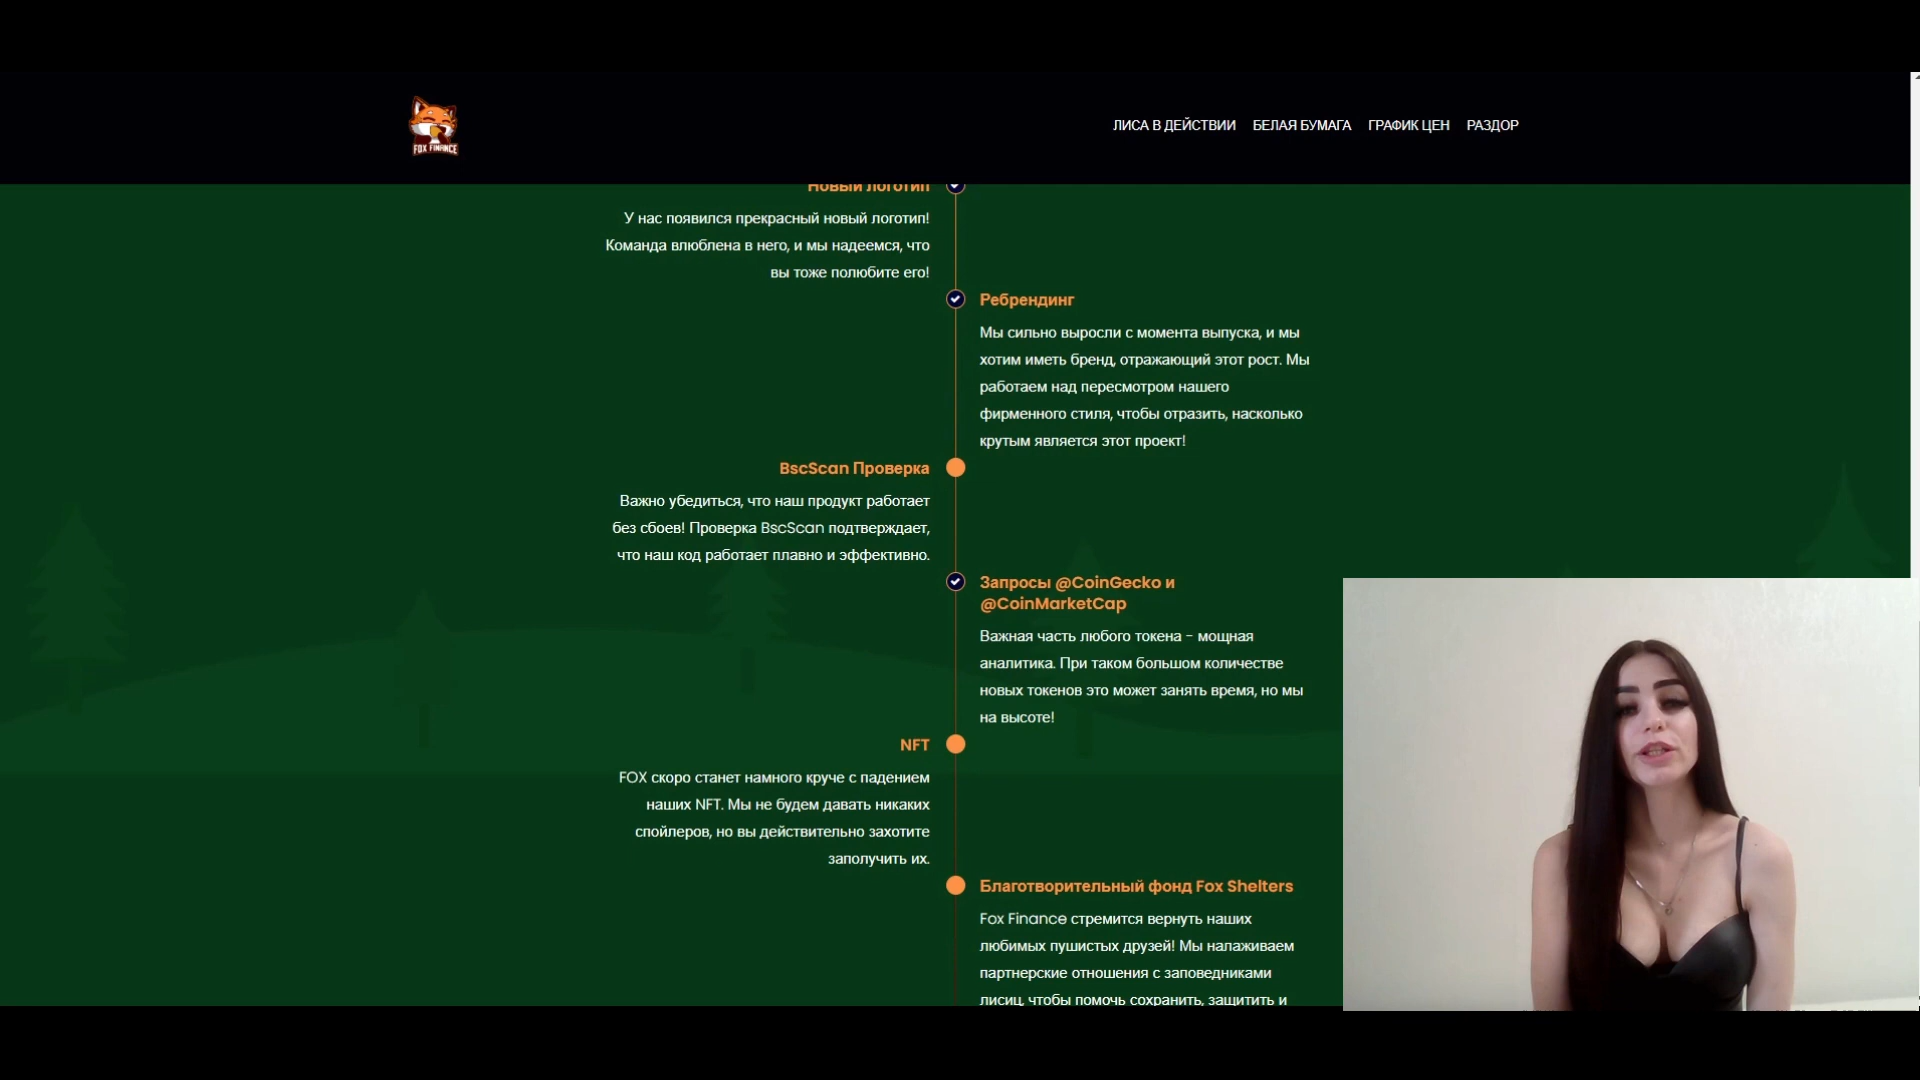 FOX FINANCE
ЛИСА В ДЕЙСТВИИ БЕЛАЯ БУМАГА ГРАФИК ЦЕН РАЗДОР
Новый логотип
У нас появился прекрасный новый логотип!
Команда влюблена в него, и мы надеемся, что
вы тоже полюбите его!
Ребрендинг
Мы сильно выросли с момента выпуска, и мы
хотим иметь бренд, отражающий этот рост. Мы
работаем над пересмотром нашего
фирменного стиля, чтобы отразить, насколько
крутым является этот проект!
BscScan Проверка
Важно убедиться, что наш продукт работает
без сбоев! Проверка BscScan подтверждает,
что наш код работает плавно и эффективно.
Запросы @CoinGecko и
@CoinMarketCap
Важная часть любого токена - мощная
аналитика. При таком большом количестве
новых токенов это может занять время, но мы
на высоте!
NFT
FOX скоро станет намного круче с падением
наших NFT. Мы не будем давать никаких
спойлеров, но вы действительно захотите
заполучить их.
Благотворительный фонд Fox Shelters
Fox Finance стремится вернуть наших
любимых пушистых друзей! Мы налаживаем
партнерские отношения с заповедниками
лисиц, чтобы помочь сохранить, защитить и